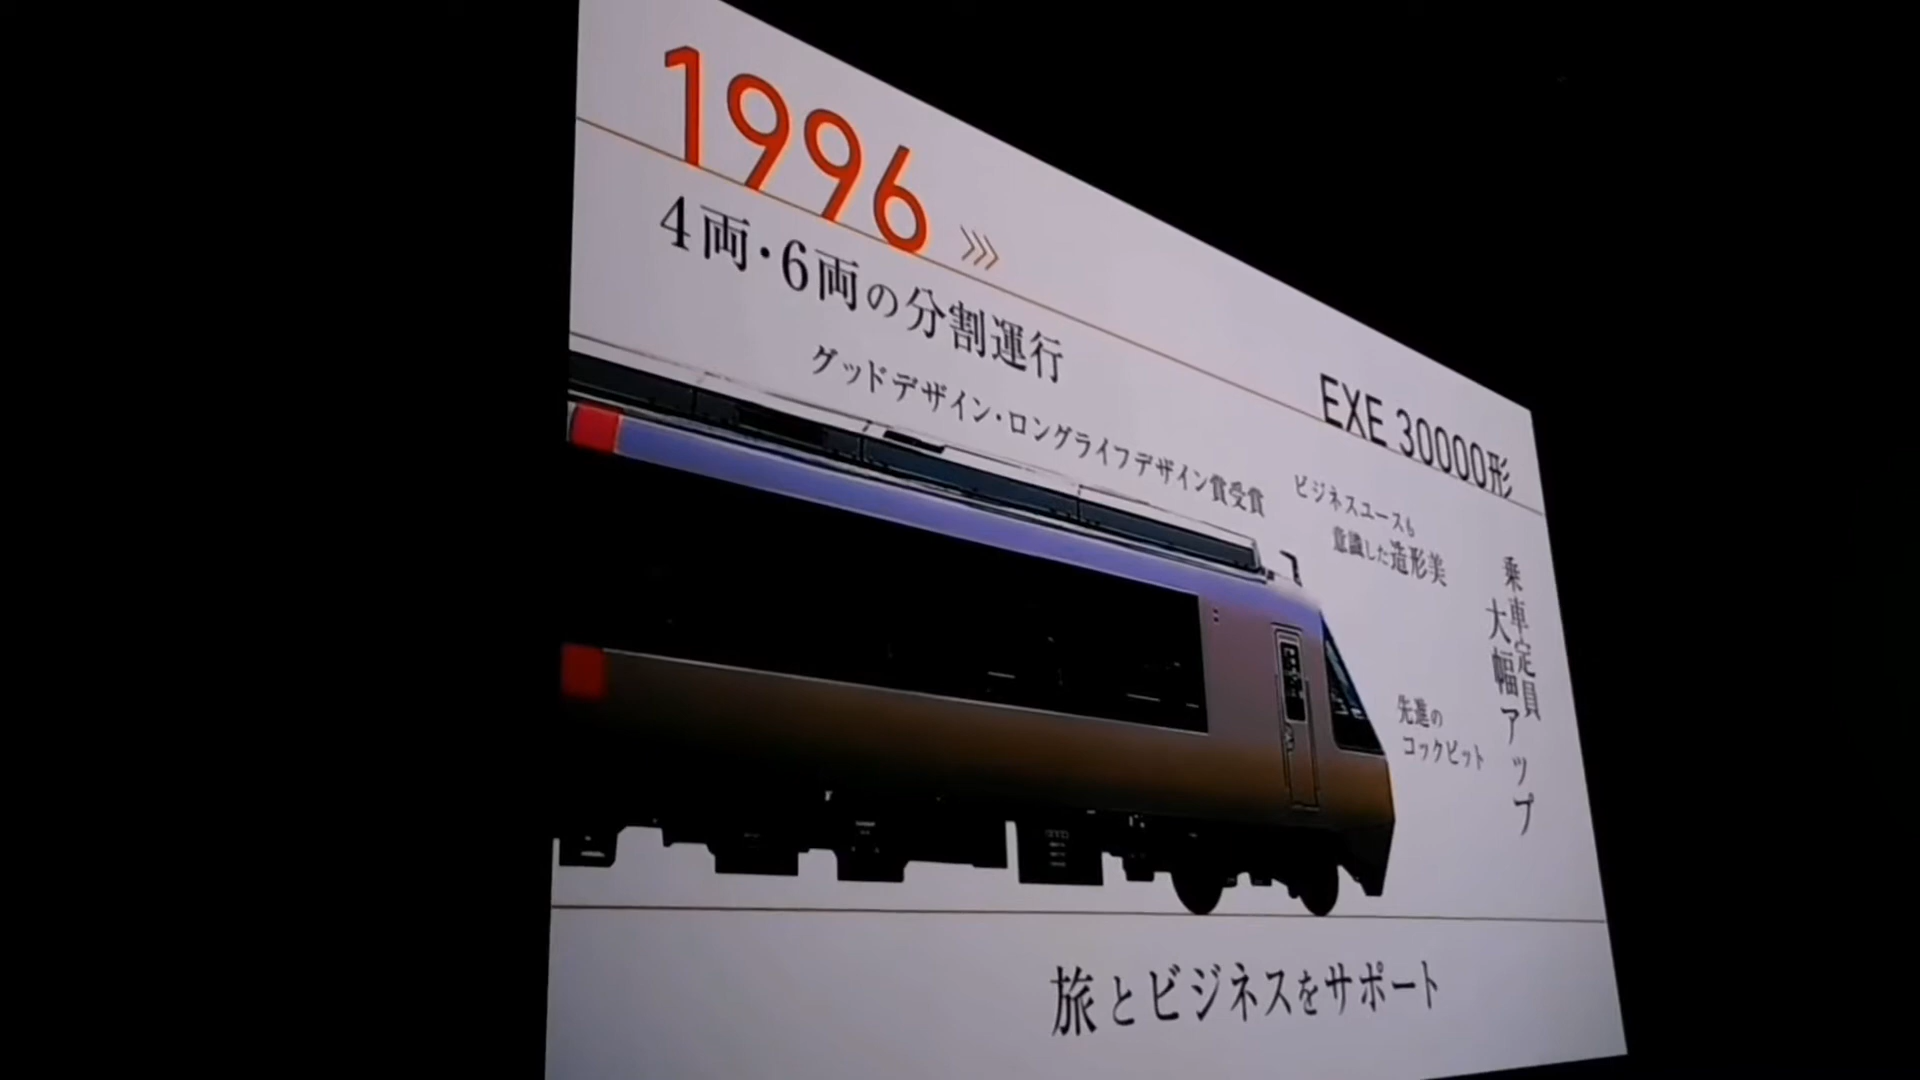 1996
4両・6両の分割運行
グッドデザイン・ロングライフデザイン賞受賞
EXE 30000形
ビジネスユースも
意識した造形美
乗車定員
大幅アップ
先進の
コックピット
旅とビジネスをサポート